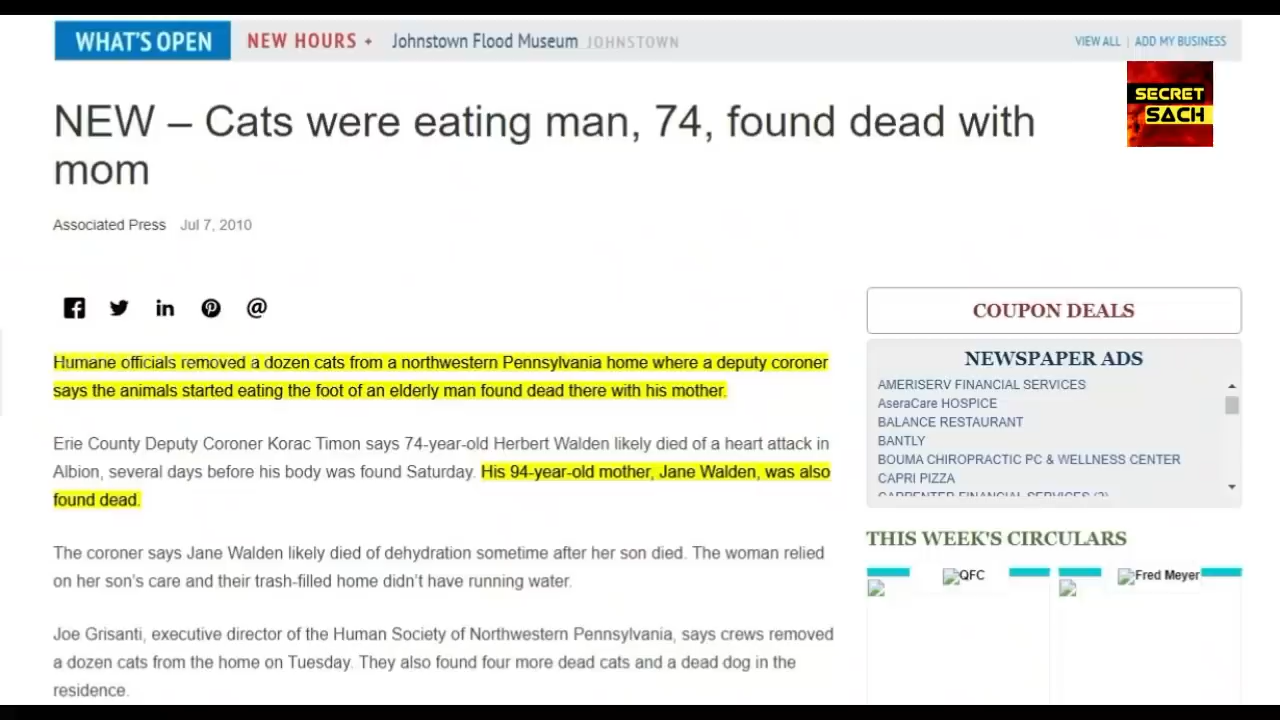 WHAT'S OPEN NEW HOURS • Johnstown Flood Museum JOHNSTOWN VIEW ALL | ADD MY BUSINESS
SECRET
SACH
NEW – Cats were eating man, 74, found dead with
mom
Associated Press Jul 7, 2010
Humane officials removed a dozen cats from a northwestern Pennsylvania home where a deputy coroner
says the animals started eating the foot of an elderly man found dead there with his mother.
Erie County Deputy Coroner Korac Timon says 74-year-old Herbert Walden likely died of a heart attack in
Albion, several days before his body was found Saturday. His 94-year-old mother, Jane Walden, was also
found dead.
The coroner says Jane Walden likely died of dehydration sometime after her son died. The woman relied
on her son's care and their trash-filled home didn't have running water.
Joe Grisanti, executive director of the Human Society of Northwestern Pennsylvania, says crews removed
a dozen cats from the home on Tuesday. They also found four more dead cats and a dead dog in the
residence.
COUPON DEALS
NEWSPAPER ADS
AMERISERV FINANCIAL SERVICES
AseraCare HOSPICE
BALANCE RESTAURANT
BANTLY
BOUMA CHIROPRACTIC PC & WELLNESS CENTER
CAPRI PIZZA
CARPENTER FINANCIAL SERVICES (2)
THIS WEEK'S CIRCULARS
QFC Fred Meyer